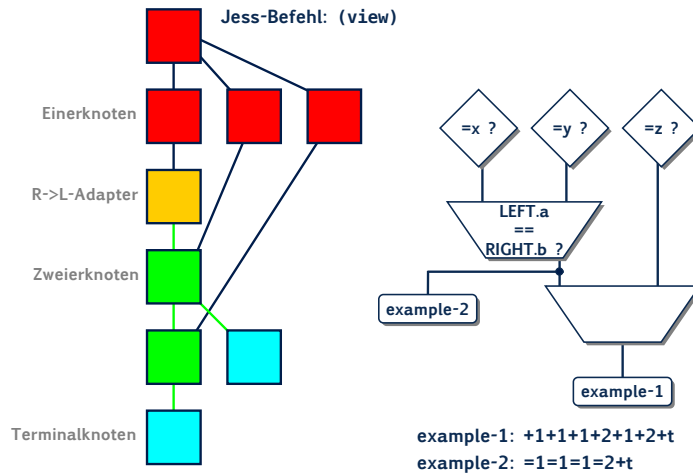 Jess-Befehl: (view)
Einerknoten
R->L-Adapter
Zweierknoten
Terminalknoten
=x ?
=y ?
=z ?
LEFT.a
==
RIGHT.b ?
example-2
example-1
example-1: +1+1+1+2+1+2+t
example-2: =1=1=1=2+t